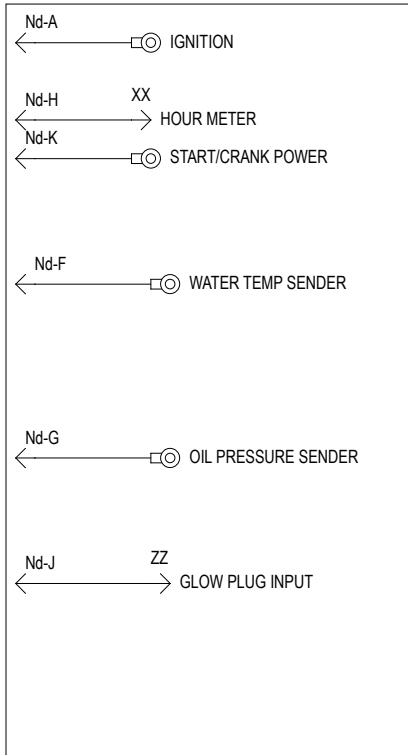 Nd-A
IGNITION
Nd-H XX
HOUR METER
Nd-K
START/CRANK POWER
Nd-F
WATER TEMP SENDER
Nd-G
OIL PRESSURE SENDER
Nd-J ZZ
GLOW PLUG INPUT